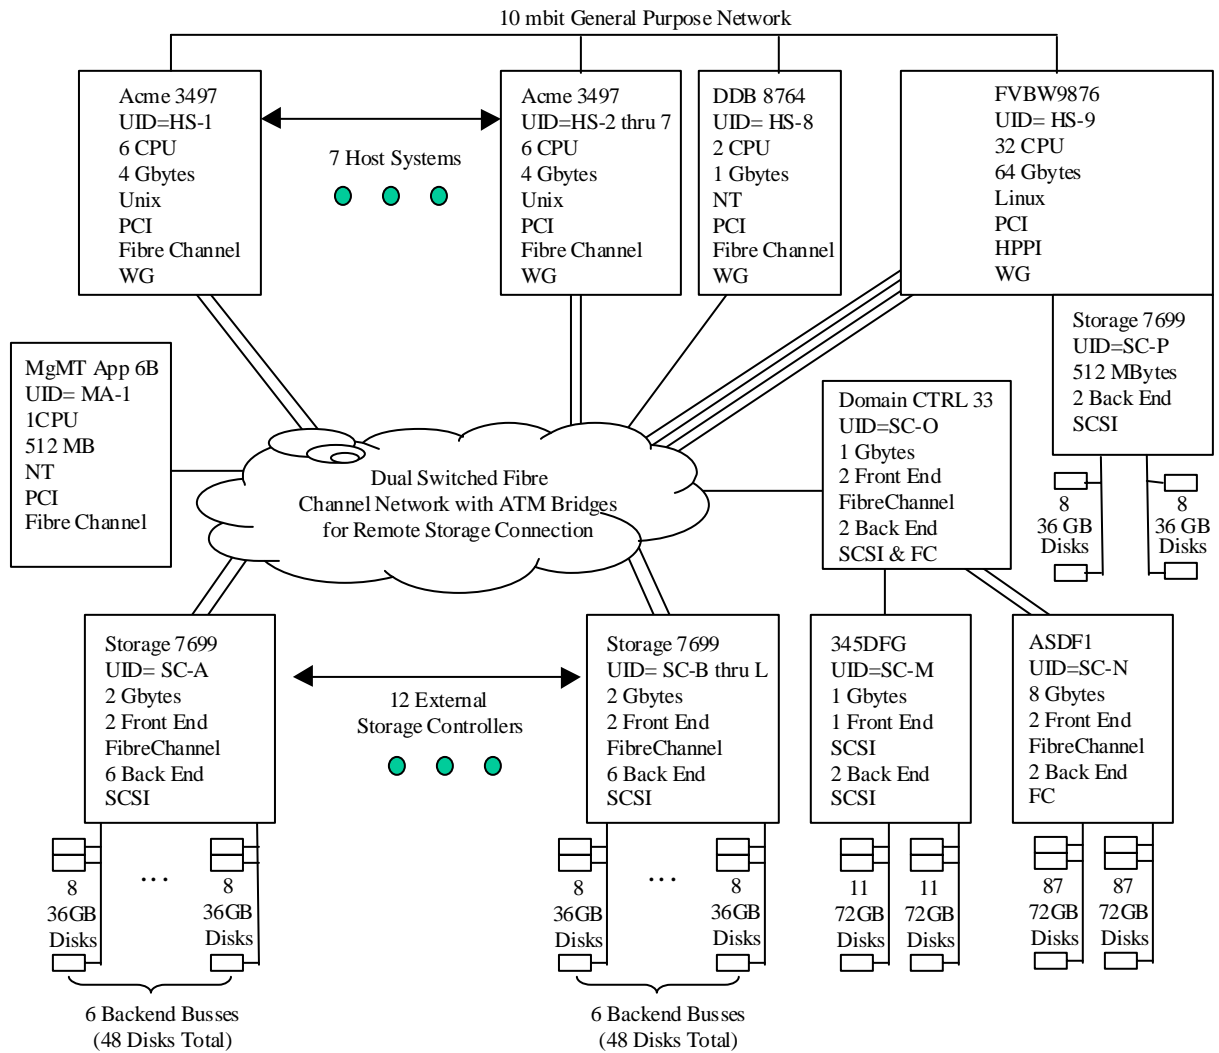 10 mbit General Purpose Network
Acme 3497
UID=HS-1
6 CPU
4 Gbytes
Unix
PCI
Fibre Channel
WG
7 Host Systems
Acme 3497
UID=HS-2 thru 7
6 CPU
4 Gbytes
Unix
PCI
Fibre Channel
WG
DDB 8764
UID= HS-8
2 CPU
1 Gbytes
NT
PCI
Fibre Channel
WG
FVBW9876
UID= HS-9
32 CPU
64 Gbytes
Linux
PCI
HPPI
WG
Storage 7699
UID=SC-P
512 MBytes
2 Back End
SCSI
8
36 GB
Disks
8
36 GB
Disks
MgMT App 6B
UID= MA-1
1CPU
512 MB
NT
PCI
Fibre Channel
Dual Switched Fibre
Channel Network with ATM Bridges
for Remote Storage Connection
Domain CTRL 33
UID=SC-O
1 Gbytes
2 Front End
FibreChannel
2 Back End
SCSI & FC
Storage 7699
UID= SC-A
2 Gbytes
2 Front End
FibreChannel
6 Back End
SCSI
12 External
Storage Controllers
Storage 7699
UID= SC-B thru L
2 Gbytes
2 Front End
FibreChannel
6 Back End
SCSI
345DFG
UID=SC-M
1 Gbytes
1 Front End
SCSI
2 Back End
SCSI
ASDF1
UID=SC-N
8 Gbytes
2 Front End
FibreChannel
2 Back End
FC
8
36GB
Disks
...
8
36GB
Disks
6 Backend Busses
(48 Disks Total)
8
36GB
Disks
...
8
36GB
Disks
6 Backend Busses
(48 Disks Total)
11
72GB
Disks
11
72GB
Disks
87
72GB
Disks
87
72GB
Disks